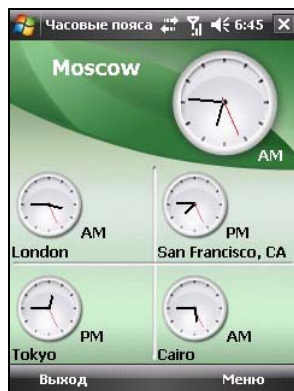 Часовые пояса 6:45
Moscow
AM
AM
London
PM
San Francisco, CA
PM
Tokyo
AM
Cairo
Выход Меню